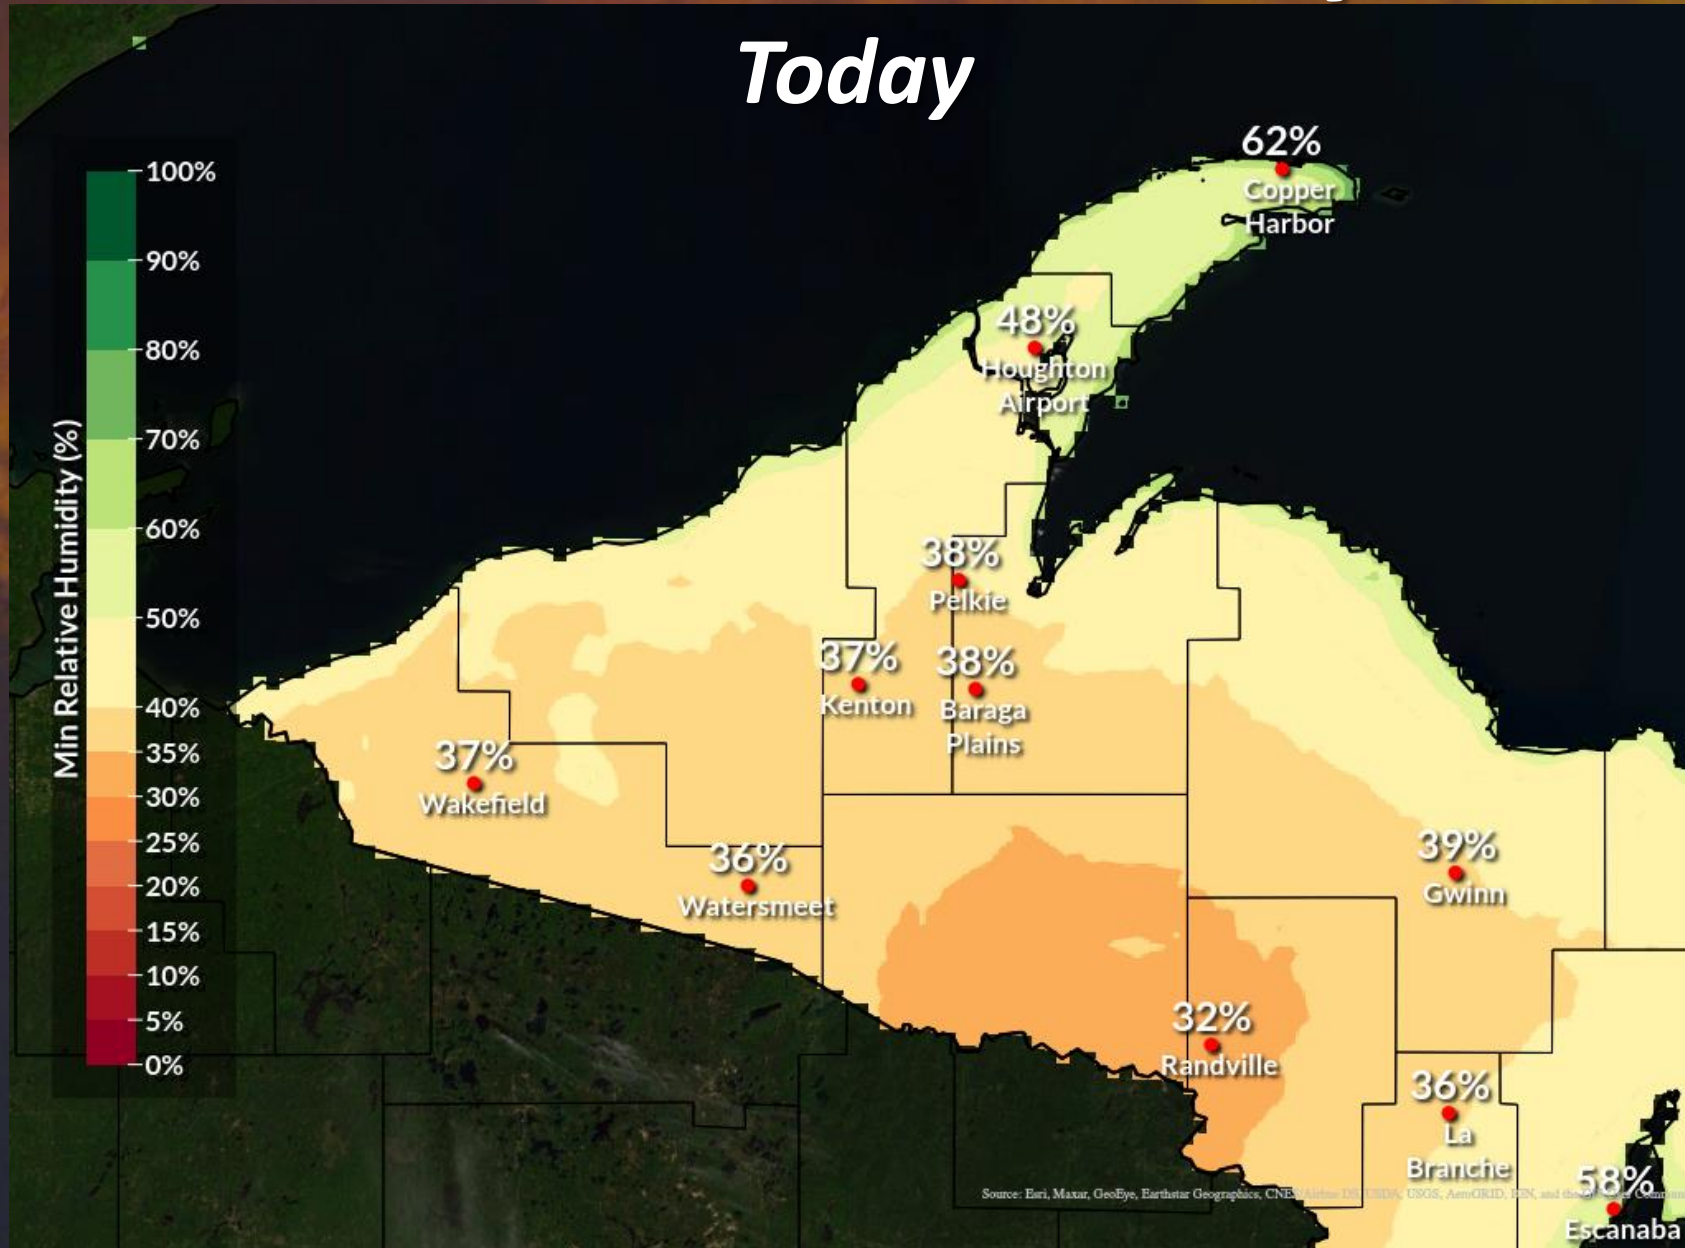 Today
62%
Copper
Harbor
100%
90%
80%
70%
60%
50%
40%
35%
30%
25%
20%
15%
10%
5%
0%
Min Relative Humidity (%)
48%
Houghton
Airport
38%
Pelkie
37%
Kenton
38%
Baraga
Plains
37%
Wakefield
36%
Watersmeet
39%
Gwinn
32%
Randville
36%
La
Branche
58%
Escanaba
Source: Esri, Maxar, GeoEye, Earthstar Geographics, CNES/Airbus DS, USDA, USGS, AeroGRID, IGN, and the